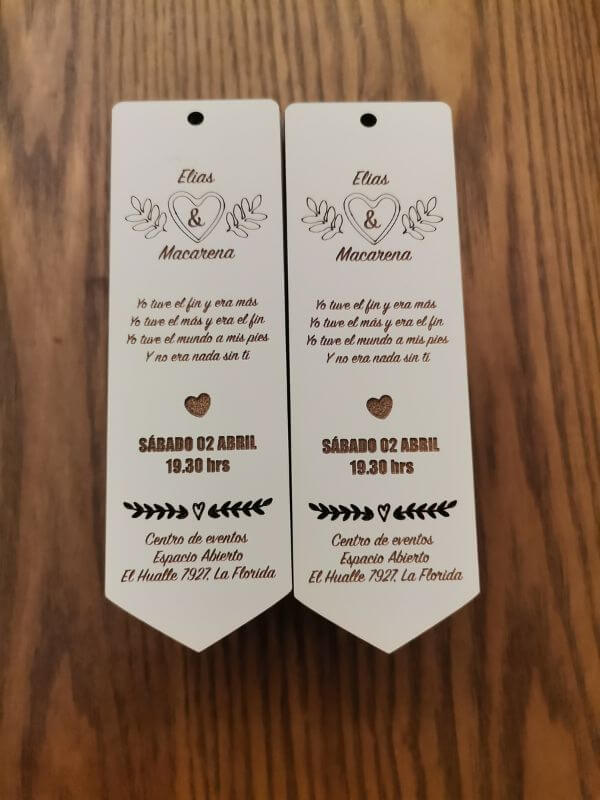 Elias
&
Macarena
Yo tuve el fin y era más
Yo tuve el más y era el fin
Yo tuve el mundo a mis pies
Y no era nada sin ti
SÁBADO 02 ABRIL
19.30 hrs
Centro de eventos
Espacio Abierto
El Hualle 7927, La Florida
Elias
&
Macarena
Yo tuve el fin y era más
Yo tuve el más y era el fin
Yo tuve el mundo a mis pies
Y no era nada sin ti
SÁBADO 02 ABRIL
19.30 hrs
Centro de eventos
Espacio Abierto
El Hualle 7927, La Florida